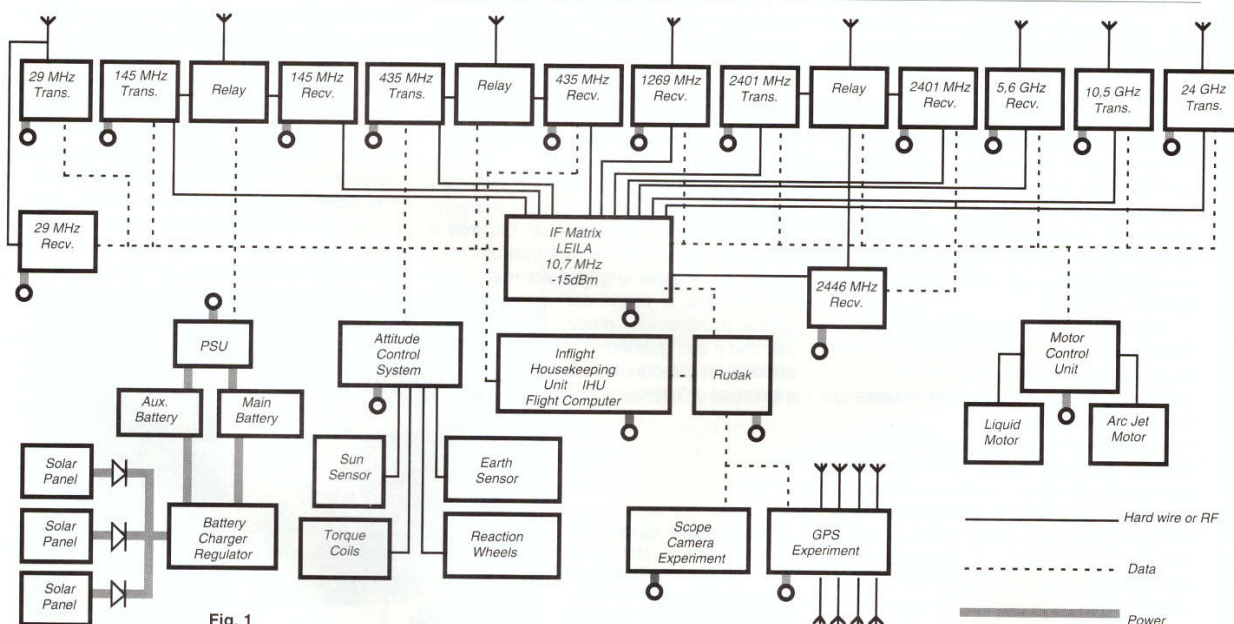 29 MHz
Trans.
145 MHz
Trans.
Relay
145 MHz
Recv.
435 MHz
Trans.
Relay
435 MHz
Recv.
1269 MHz
Recv.
2401 MHz
Trans.
Relay
2401 MHz
Recv.
5,6 GHz
Recv.
10,5 GHz
Trans.
24 GHz
Trans.
29 MHz
Recv.
IF Matrix
LEILA
10,7 MHz
-15dBm
2446 MHz
Recv.
PSU
Attitude
Control
System
Inflight
Housekeeping
Unit IHU
Flight Computer
Rudak
Motor
Control
Unit
Aux.
Battery
Main
Battery
Liquid
Motor
Arc Jet
Motor
Solar
Panel
Solar
Panel
Solar
Panel
Battery
Charger
Regulator
Sun
Sensor
Earth
Sensor
Torque
Coils
Reaction
Wheels
Scope
Camera
Experiment
GPS
Experiment
Hard wire or RF
Data
Power
Fig. 1